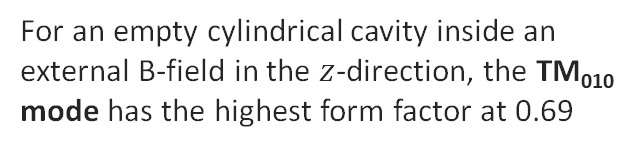 For an empty cylindrical cavity inside an
external B-field in the z-direction, the TM₀₁₀
mode has the highest form factor at 0.69